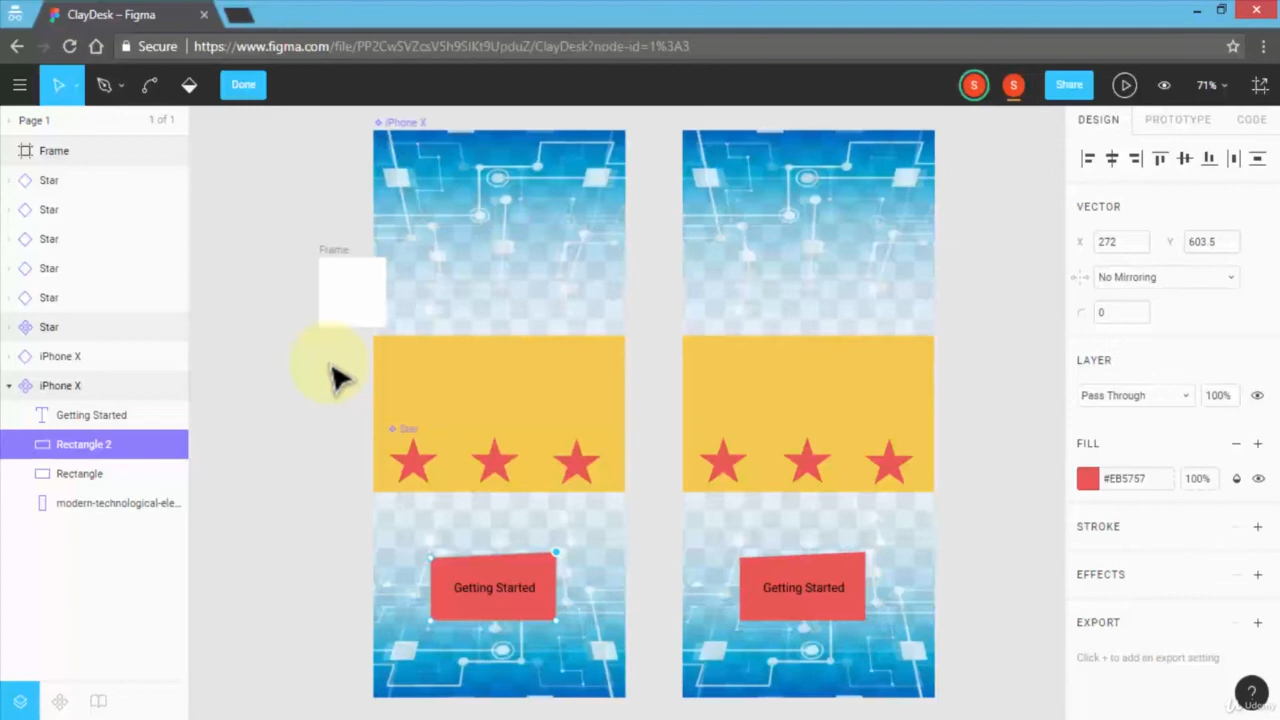 ClayDesk – Figma
Secure
https://www.figma.com/file/PP2CwSVZcsV5h9SIKt9UpduZ/ClayDesk?node-id=1%3A3
Done
S
S
Share
71%
Page 1
1 of 1
Frame
Star
Star
Star
Star
Star
Star
iPhone X
iPhone X
Getting Started
Rectangle 2
Rectangle
modern-technological-ele...
iPhone X
Frame
Star
Getting Started
Getting Started
DESIGN
PROTOTYPE
CODE
VECTOR
X 272
Y 603.5
No Mirroring
0
LAYER
Pass Through
100%
FILL
#EB5757
100%
STROKE
EFFECTS
EXPORT
Click + to add an export setting
?
Udemy